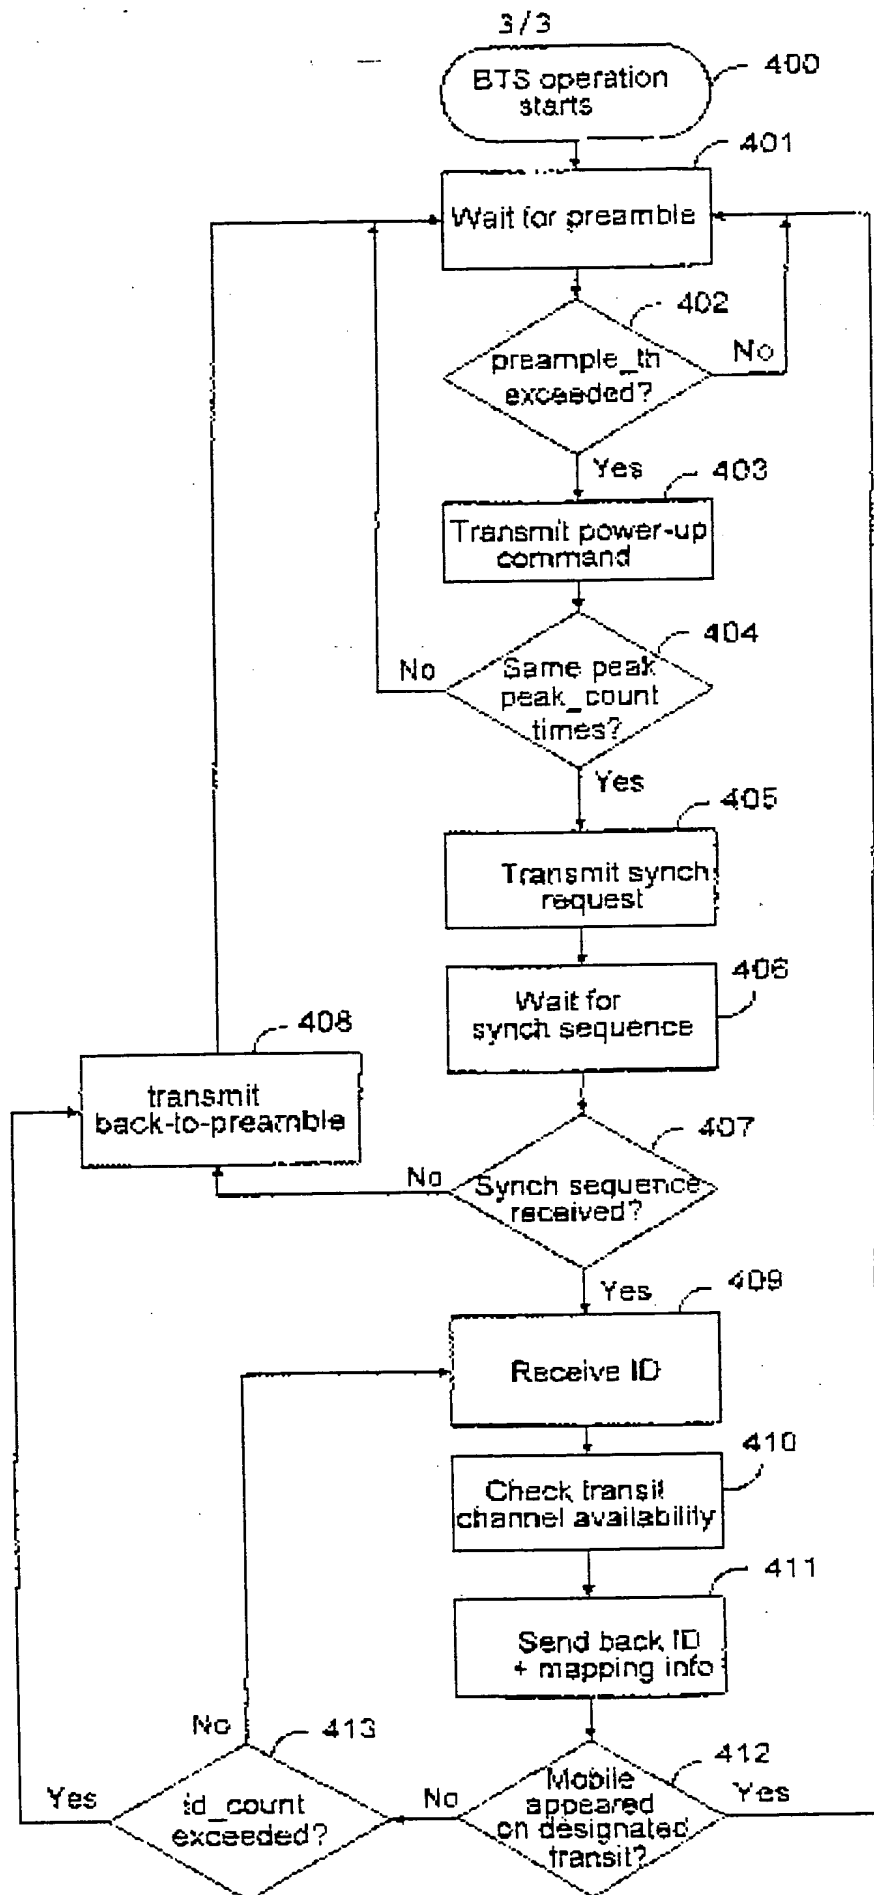 3/3
BTS operation
starts
400
401
Wait for preamble
402
preample_th
exceeded?
No
Yes
403
Transmit power-up
command
404
No
Same peak
peak_count
times?
Yes
405
Transmit synch
request
406
Wait for
synch sequence
408
transmit
back-to-preamble
407
No
Synch sequence
received?
Yes
409
Receive ID
410
Check transit
channel availability
411
Send back ID
+ mapping info
No
413
412
Yes
id_count
exceeded?
No
Mobile
appeared
on designated
transit?
Yes